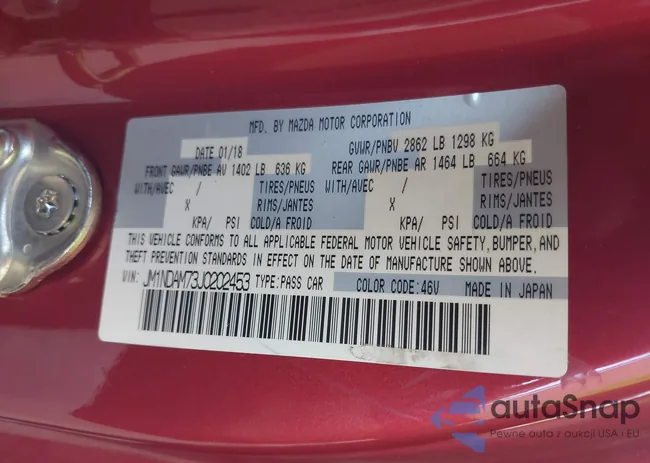 MFD. BY MAZDA MOTOR CORPORATION
DATE 01/18 GVWR/PNBV 2862 LB 1298 KG
FRONT GAWR/PNBE AV 1402 LB 636 KG REAR GAWR/PNBE AR 1464 LB 664 KG
WITH/AVEC / TIRES/PNEUS WITH/AVEC / TIRES/PNEUS
X RIMS/JANTES X RIMS/JANTES
KPA/ PSI COLD/A FROID KPA/ PSI COLD/A FROID
THIS VEHICLE CONFORMS TO ALL APPLICABLE FEDERAL MOTOR VEHICLE SAFETY, BUMPER, AND
THEFT PREVENTION STANDARDS IN EFFECT ON THE DATE OF MANUFACTURE SHOWN ABOVE.
VIN: JM1NDAM73J0202453 TYPE:PASS CAR COLOR CODE:46V MADE IN JAPAN
autaSnap
Pewne auta z aukcji USA i EU